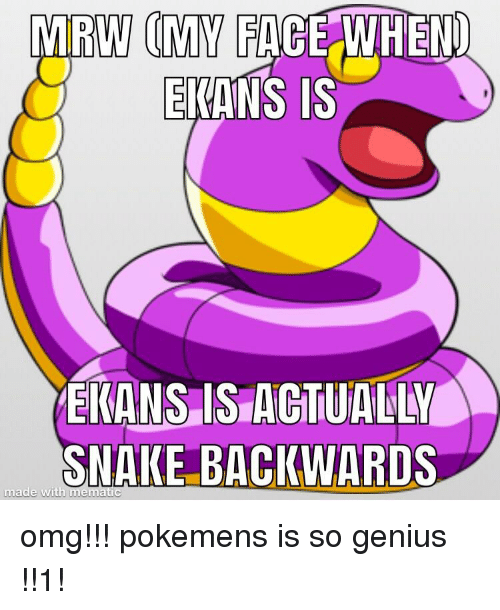 MRW (MY FACE WHEN)
EKANS IS
EKANS IS ACTUALLY
SNAKE BACKWARDS
made with mematic
omg!!! pokemens is so genius
!!1!